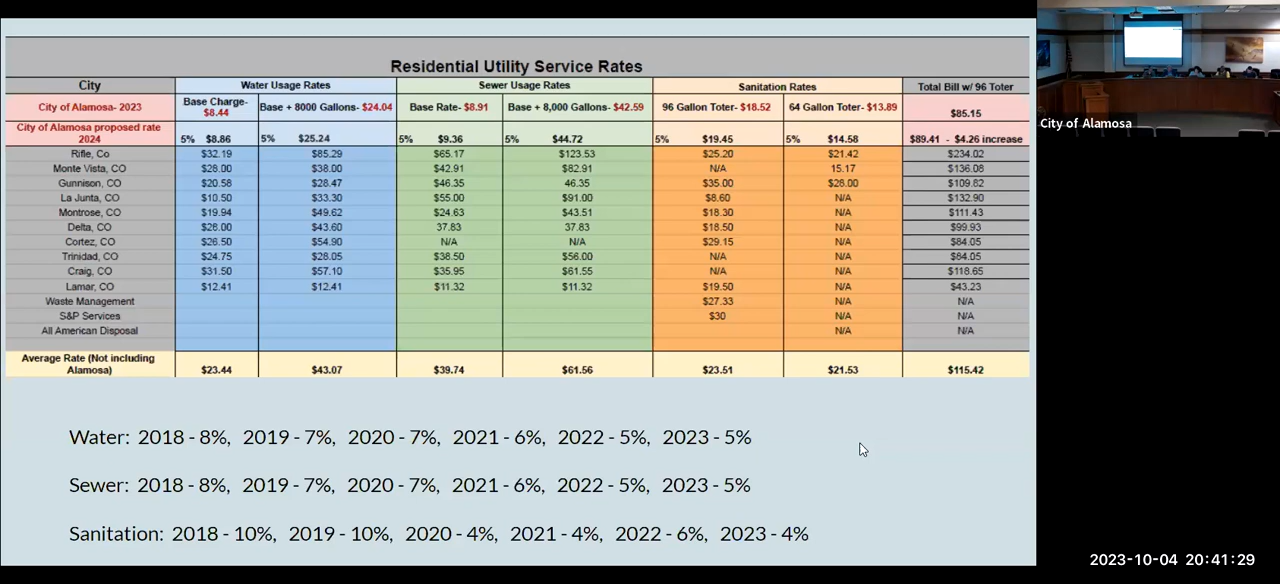 Residential Utility Service Rates
City Water Usage Rates Sewer Usage Rates Sanitation Rates Total Bill w/ 96 Toter
City of Alamosa- 2023 Base Charge- $8.44 Base + 8000 Gallons- $24.04 Base Rate- $8.91 Base + 8,000 Gallons- $42.59 96 Gallon Toter- $18.52 64 Gallon Toter- $13.89 $85.15
City of Alamosa proposed rate 2024 5% $8.86 5% $25.24 5% $9.36 5% $44.72 5% $19.45 5% $14.58 $89.41 - $4.26 increase
Rifle, Co $32.19 $85.29 $65.17 $123.53 $25.20 $21.42 $234.02
Monte Vista, CO $28.00 $38.00 $42.91 $82.91 N/A 15.17 $136.08
Gunnison, CO $20.58 $28.47 $46.35 46.35 $35.00 $28.00 $109.82
La Junta, CO $10.50 $33.30 $55.00 $91.00 $8.60 N/A $132.90
Montrose, CO $19.94 $49.62 $24.63 $43.51 $18.30 N/A $111.43
Delta, CO $28.00 $43.60 37.83 37.83 $18.50 N/A $99.93
Cortez, CO $26.50 $54.90 N/A N/A $29.15 N/A $84.05
Trinidad, CO $24.75 $28.05 $38.50 $56.00 N/A N/A $84.05
Craig, CO $31.50 $57.10 $35.95 $61.55 N/A N/A $118.65
Lamar, CO $12.41 $12.41 $11.32 $11.32 $19.50 N/A $43.23
Waste Management $27.33 N/A N/A
S&P Services $30 N/A N/A
All American Disposal N/A N/A
Average Rate (Not including Alamosa) $23.44 $43.07 $39.74 $61.56 $23.51 $21.53 $115.42
Water: 2018 - 8%, 2019 - 7%, 2020 - 7%, 2021 - 6%, 2022 - 5%, 2023 - 5%
Sewer: 2018 - 8%, 2019 - 7%, 2020 - 7%, 2021 - 6%, 2022 - 5%, 2023 - 5%
Sanitation: 2018 - 10%, 2019 - 10%, 2020 - 4%, 2021 - 4%, 2022 - 6%, 2023 - 4%
City of Alamosa
2023-10-04 20:41:29